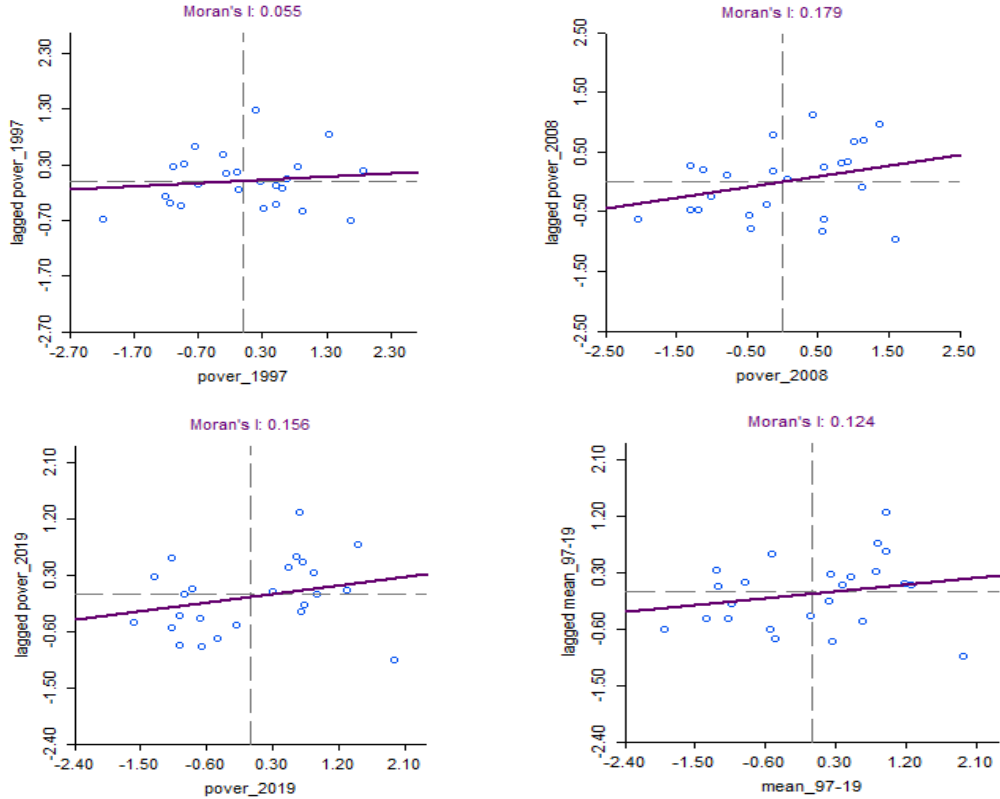 Moran's I: 0.055
2.30
1.30
0.30
-0.70
-1.70
-2.70
lagged pover_1997
-2.70 -1.70 -0.70 0.30 1.30 2.30
pover_1997
Moran's I: 0.179
2.50
1.50
0.50
-0.50
-1.50
-2.50
lagged pover_2008
-2.50 -1.50 -0.50 0.50 1.50 2.50
pover_2008
Moran's I: 0.156
2.10
1.20
0.30
-0.60
-1.50
-2.40
lagged pover_2019
-2.40 -1.50 -0.60 0.30 1.20 2.10
pover_2019
Moran's I: 0.124
2.10
1.20
0.30
-0.60
-1.50
-2.40
lagged mean_97-19
-2.40 -1.50 -0.60 0.30 1.20 2.10
mean_97-19